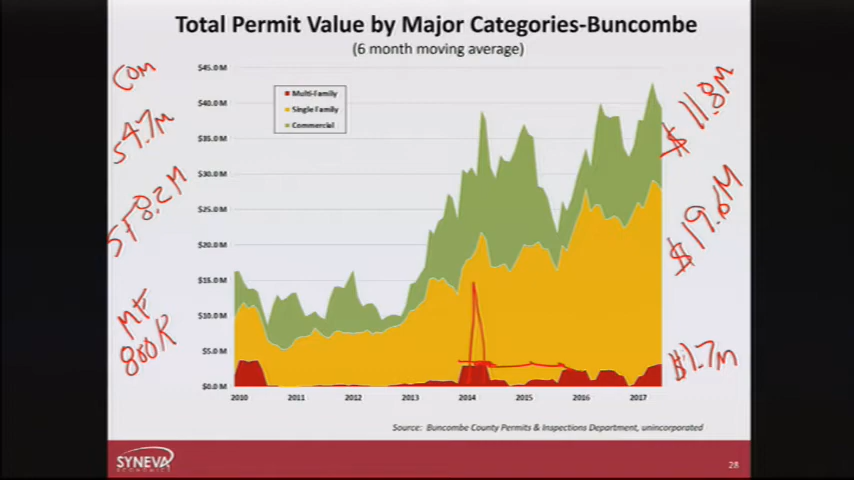 Total Permit Value by Major Categories-Buncombe
(6 month moving average)
$45.0 M
$40.0 M
$35.0 M
$30.0 M
$25.0 M
$20.0 M
$15.0 M
$10.0 M
$5.0 M
$0.0 M
Multi-Family
Single Family
Commercial
2010 2011 2012 2013 2014 2015 2016 2017
Com
$4.7M
SF $8.2M
MF
800K
$11.8M
$19.6M
$1.7M
Source: Buncombe County Permits & Inspections Department, unincorporated
SYNEVA
ECONOMICS
28